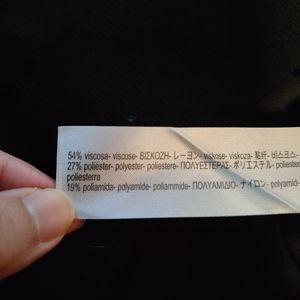 54% viscosa- viscose- ΒΙΣΚΟΖΗ- レーヨン- viskose- viskoza- 粘纤- 비스코스-
27% poliéster- polyester- poliestere- ΠΟΛΥΕΣΤΕΡΑΣ- ポリエステル- poliester-
poliesterra
19% poliamida- polyamide- poliammide- ΠΟΛΥΑΜΙΔΙΟ- ナイロン- polyamid-